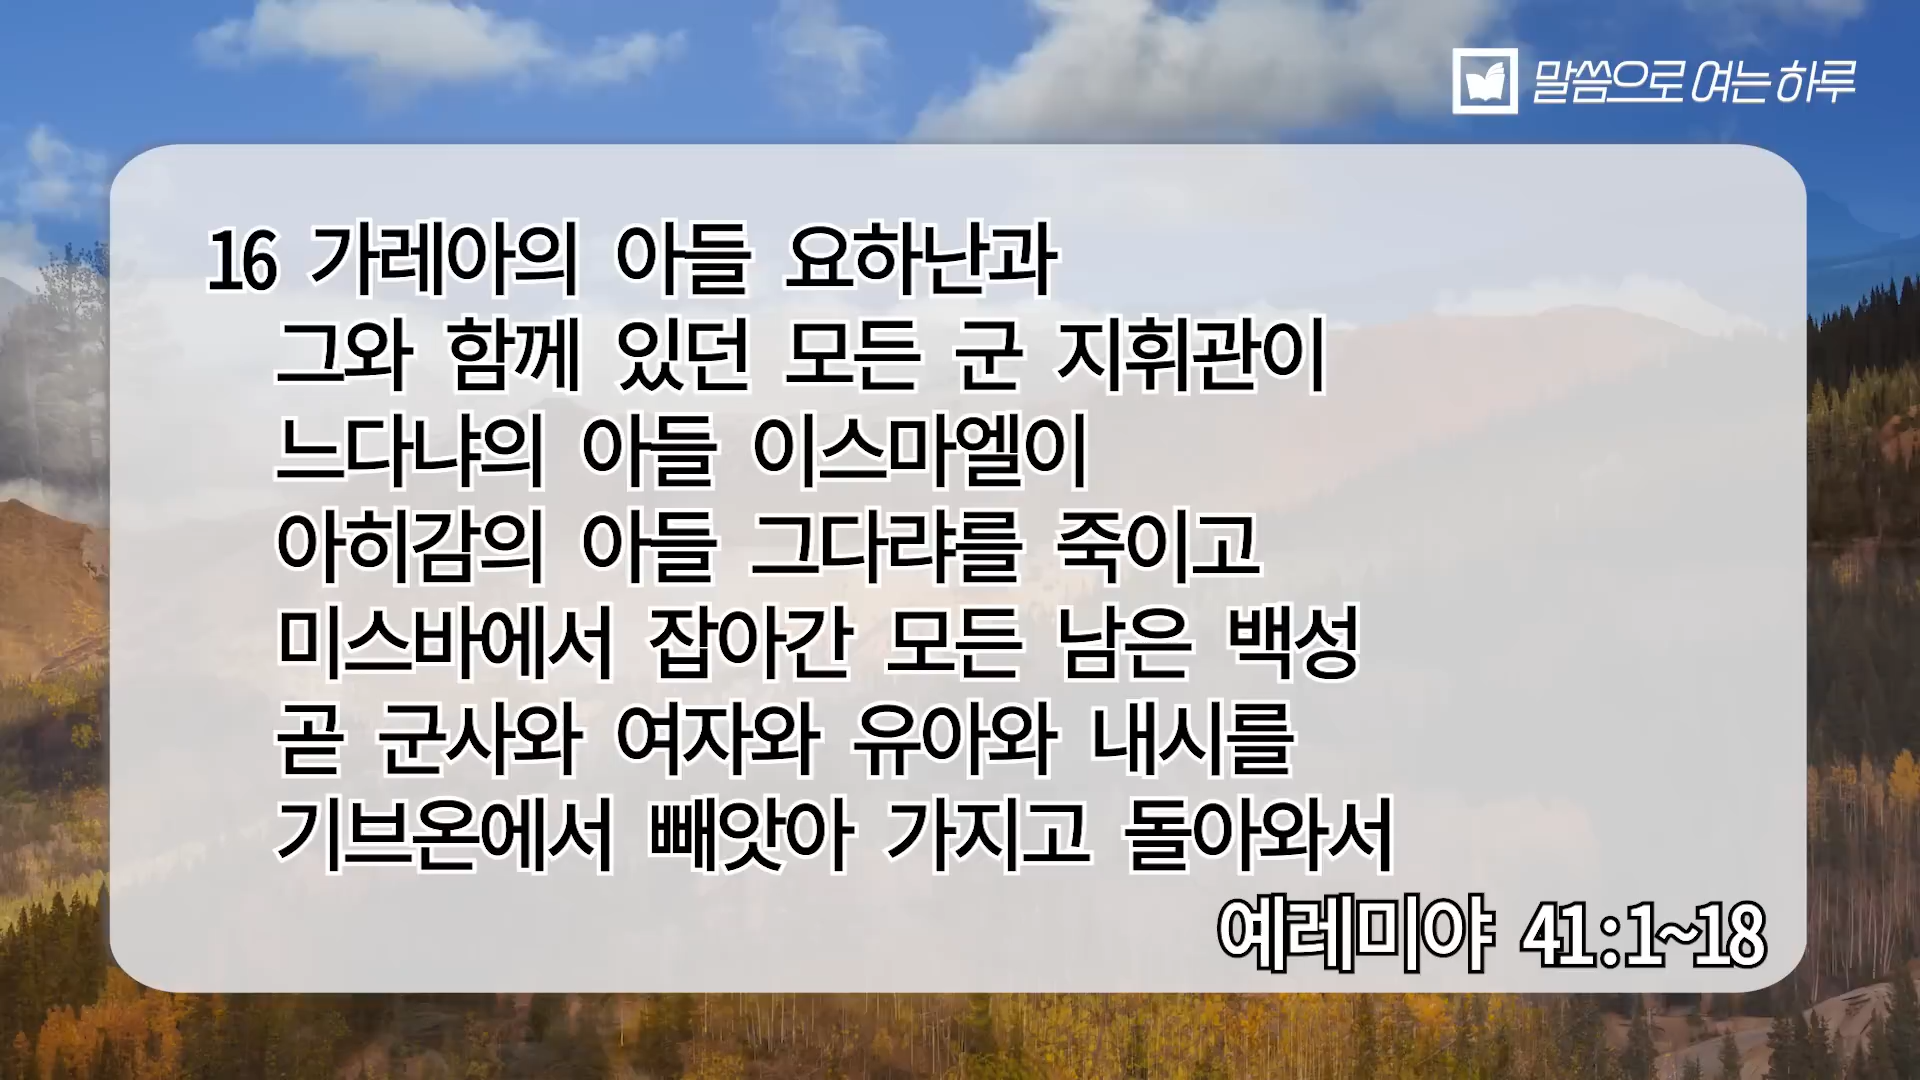 말씀으로 여는 하루
16 가레아의 아들 요하난과
그와 함께 있던 모든 군 지휘관이
느다냐의 아들 이스마엘이
아히감의 아들 그다랴를 죽이고
미스바에서 잡아간 모든 남은 백성
곧 군사와 여자와 유아와 내시를
기브온에서 빼앗아 가지고 돌아와서
예레미야 41:1~18